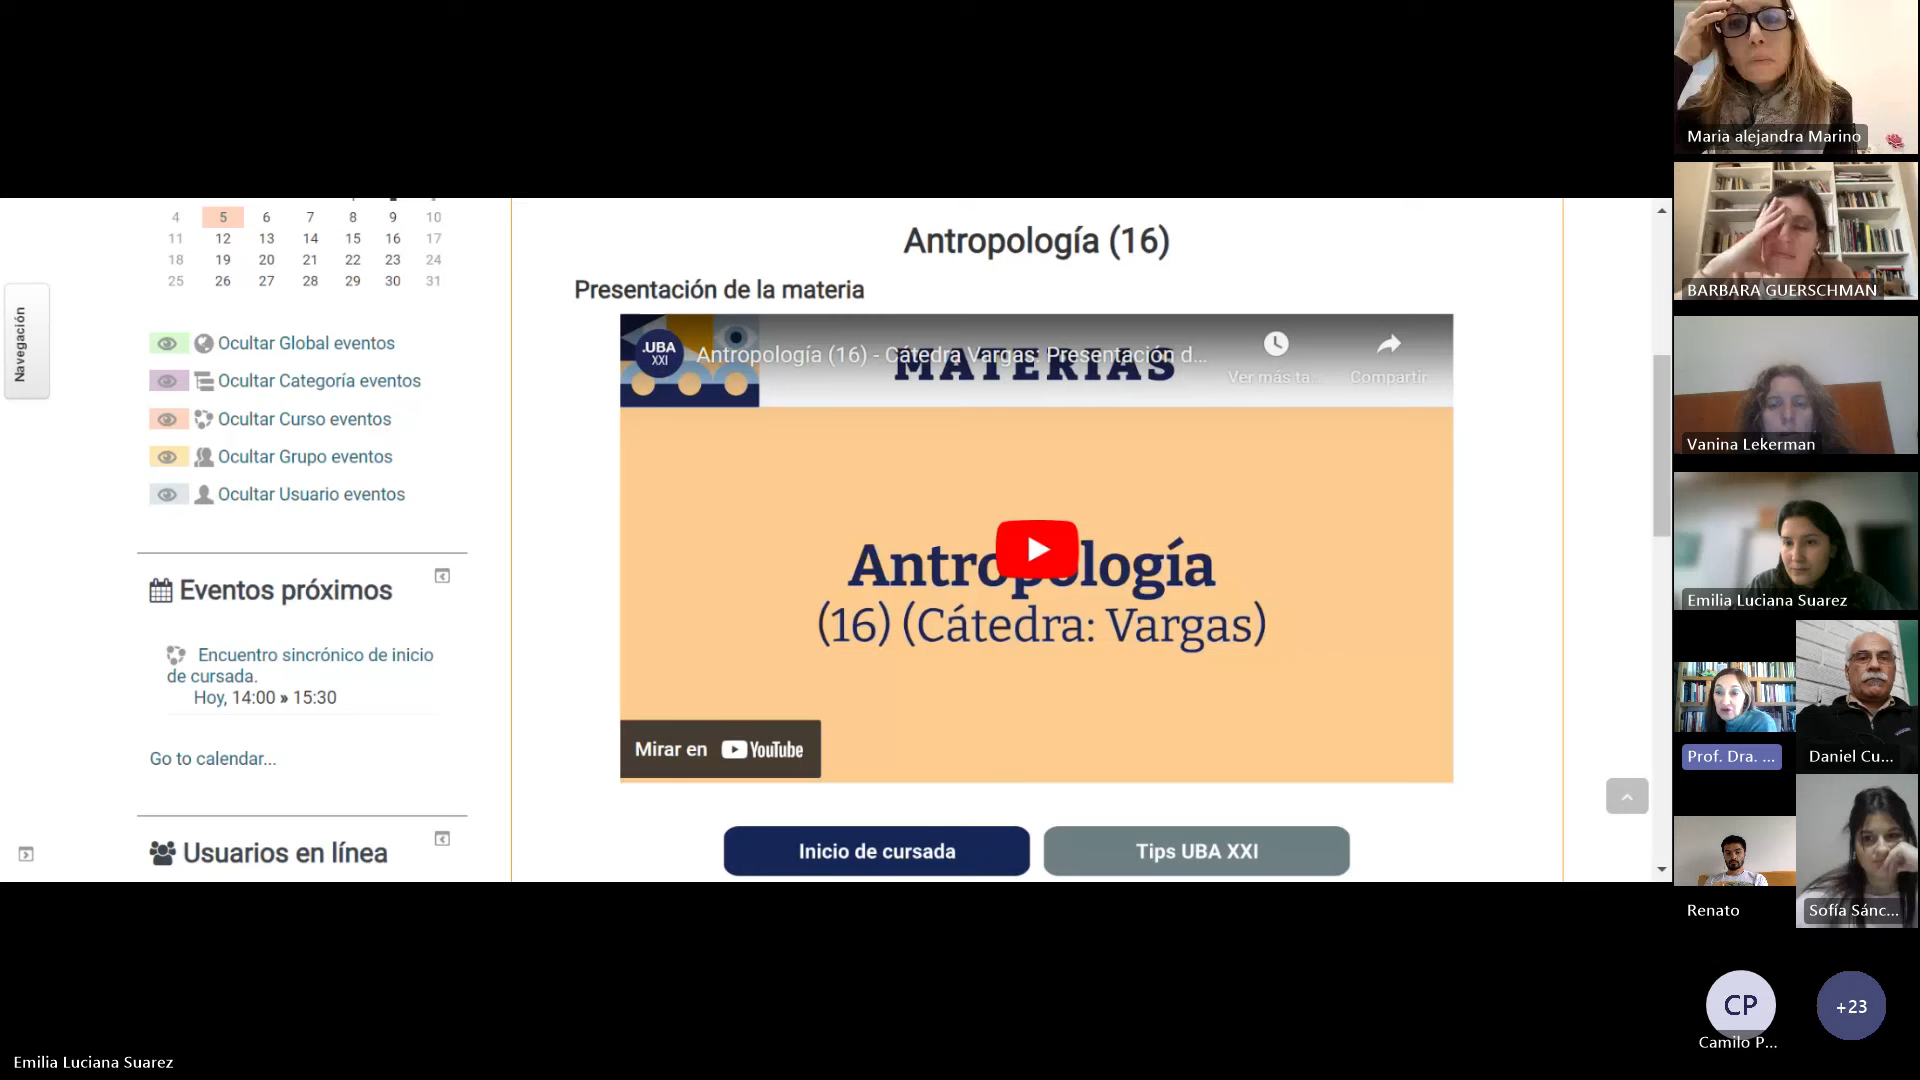 4 5 6 7 8 9 10
11 12 13 14 15 16 17
18 19 20 21 22 23 24
25 26 27 28 29 30 31
Navegación
Ocultar Global eventos
Ocultar Categoría eventos
Ocultar Curso eventos
Ocultar Grupo eventos
Ocultar Usuario eventos
Eventos próximos
Encuentro sincrónico de inicio
de cursada.
Hoy, 14:00 » 15:30
Go to calendar...
Usuarios en línea
Antropología (16)
Presentación de la materia
.UBA
XXI
Antropología (16) - Cátedra Vargas: Presentación d...
MATERIAS
Ver más ta...
Compartir
Antropología
(16) (Cátedra: Vargas)
Mirar en YouTube
Inicio de cursada
Tips UBA XXI
Maria alejandra Marino
BARBARA GUERSCHMAN
Vanina Lekerman
Emilia Luciana Suarez
Prof. Dra. ...
Daniel Cu...
Renato
Sofía Sánc...
CP
+23
Camilo P...
Emilia Luciana Suarez